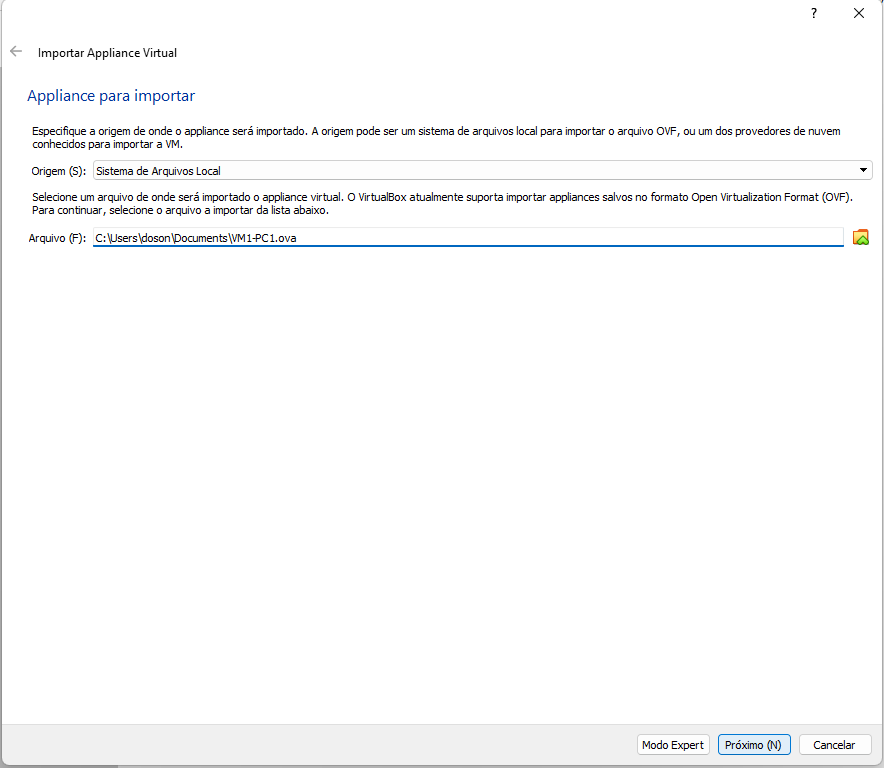 ?
Importar Appliance Virtual
Appliance para importar
Especifique a origem de onde o appliance será importado. A origem pode ser um sistema de arquivos local para importar o arquivo OVF, ou um dos provedores de nuvem
conhecidos para importar a VM.
Origem (S): Sistema de Arquivos Local
Selecione um arquivo de onde será importado o appliance virtual. O VirtualBox atualmente suporta importar appliances salvos no formato Open Virtualization Format (OVF).
Para continuar, selecione o arquivo a importar da lista abaixo.
Arquivo (F): C:\Users\doson\Documents\VM1-PC1.ova
Modo Expert Próximo (N) Cancelar